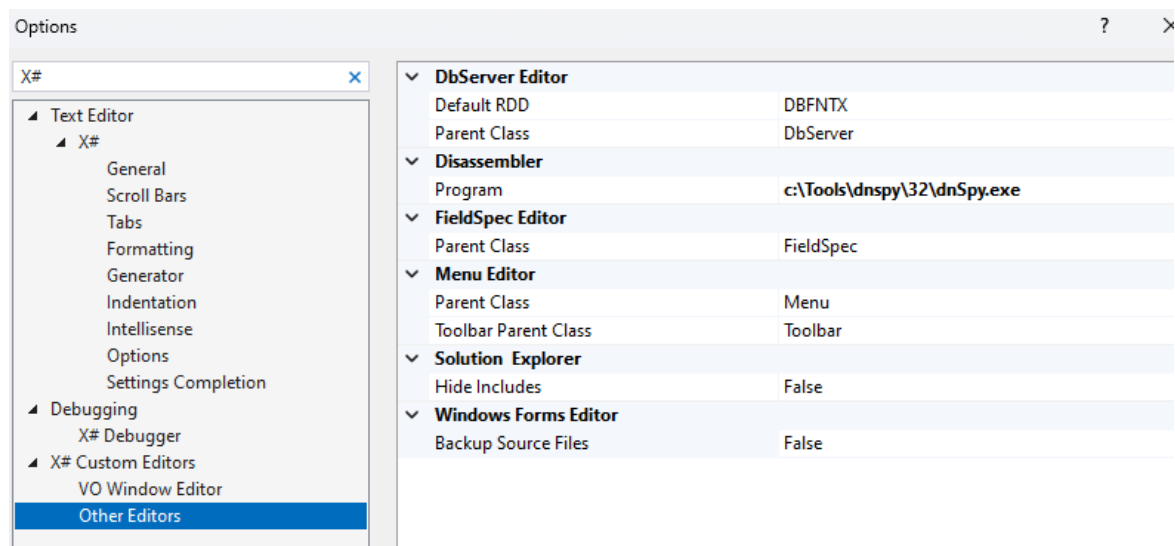 Options
?
X#
Text Editor
X#
General
Scroll Bars
Tabs
Formatting
Generator
Indentation
Intellisense
Options
Settings Completion
Debugging
X# Debugger
X# Custom Editors
VO Window Editor
Other Editors
DbServer Editor
Default RDD DBFNTX
Parent Class DbServer
Disassembler
Program c:\Tools\dnspy\32\dnSpy.exe
FieldSpec Editor
Parent Class FieldSpec
Menu Editor
Parent Class Menu
Toolbar Parent Class Toolbar
Solution  Explorer
Hide Includes False
Windows Forms Editor
Backup Source Files False